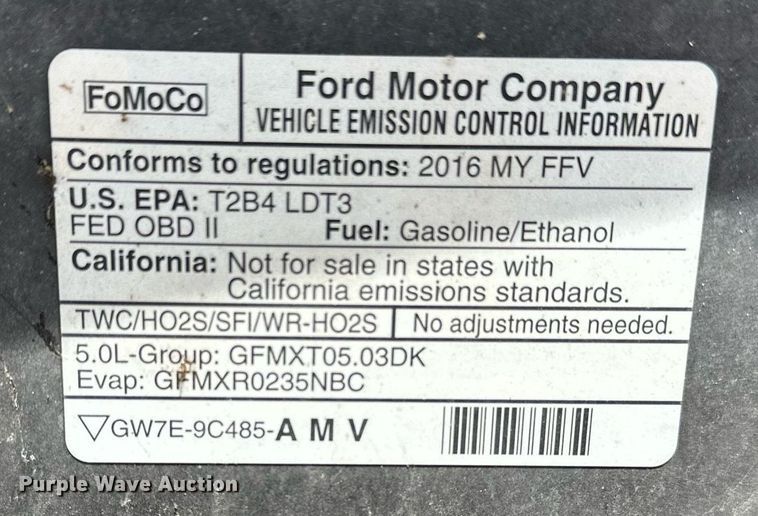 FoMoCo
Ford Motor Company
VEHICLE EMISSION CONTROL INFORMATION
Conforms to regulations: 2016 MY FFV
U.S. EPA: T2B4 LDT3
FED OBD II Fuel: Gasoline/Ethanol
California: Not for sale in states with
California emissions standards.
TWC/HO2S/SFI/WR-HO2S No adjustments needed.
5.0L-Group: GFMXT05.03DK
Evap: GFMXR0235NBC
GW7E-9C485-A M V
Purple Wave Auction